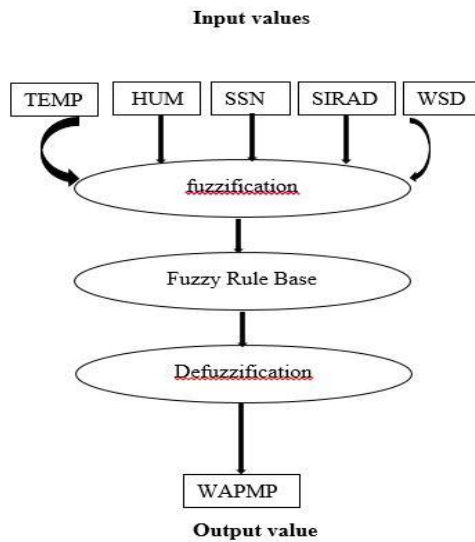 Input values
TEMP HUM SSN SIRAD WSD
fuzzification
Fuzzy Rule Base
Defuzzification
WAPMP
Output value